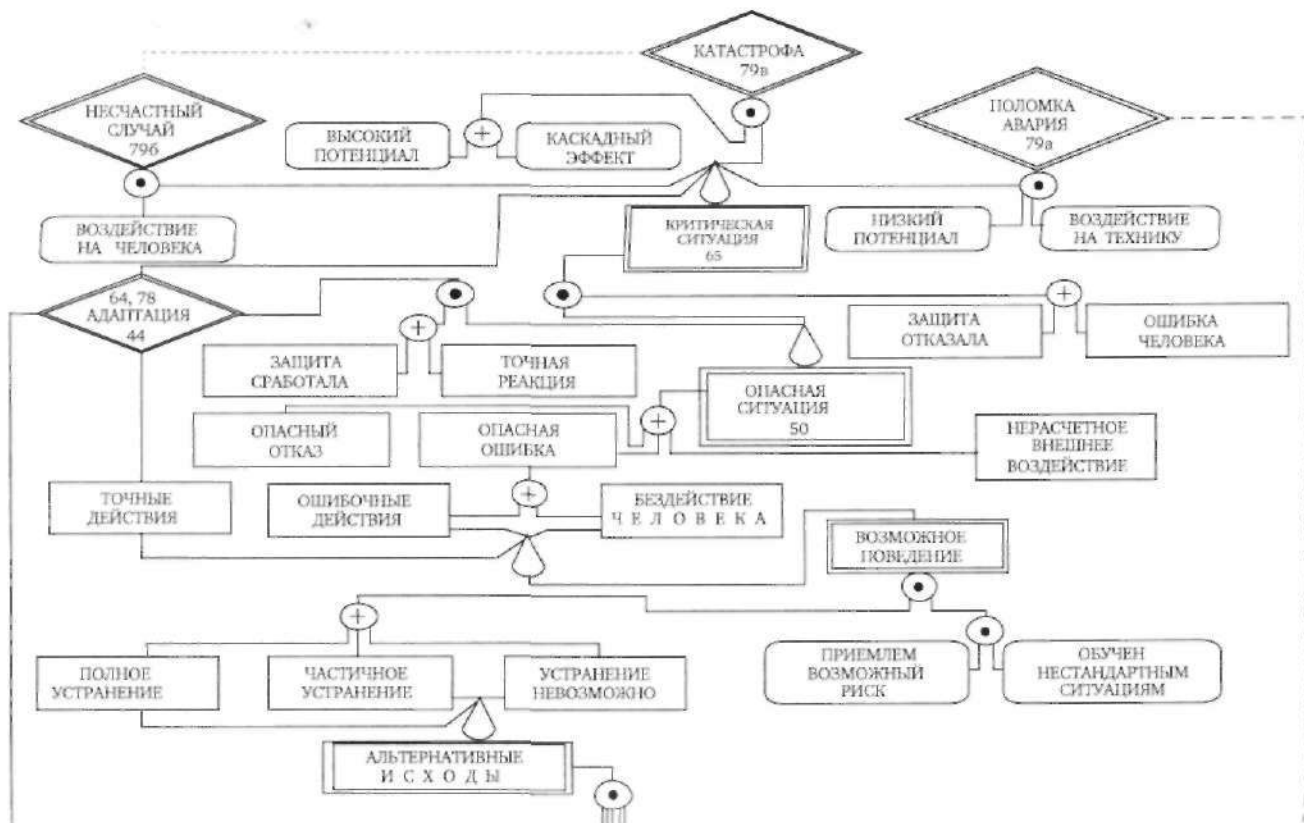 КАТАСТРОФА
79в
НЕСЧАСТНЫЙ
СЛУЧАЙ
79б
ПОЛОМКА
АВАРИЯ
79а
ВЫСОКИЙ
ПОТЕНЦИАЛ
КАСКАДНЫЙ
ЭФФЕКТ
ВОЗДЕЙСТВИЕ
НА ЧЕЛОВЕКА
КРИТИЧЕСКАЯ
СИТУАЦИЯ
65
НИЗКИЙ
ПОТЕНЦИАЛ
ВОЗДЕЙСТВИЕ
НА ТЕХНИКУ
64, 78
АДАПТАЦИЯ
44
ЗАЩИТА
СРАБОТАЛА
ТОЧНАЯ
РЕАКЦИЯ
ЗАЩИТА
ОТКАЗАЛА
ОШИБКА
ЧЕЛОВЕКА
ОПАСНАЯ
СИТУАЦИЯ
50
ОПАСНЫЙ
ОТКАЗ
ОПАСНАЯ
ОШИБКА
НЕРАСЧЕТНОЕ
ВНЕШНЕЕ
ВОЗДЕЙСТВИЕ
ТОЧНЫЕ
ДЕЙСТВИЯ
ОШИБОЧНЫЕ
ДЕЙСТВИЯ
БЕЗДЕЙСТВИЕ
Ч Е Л О В Е К А
ВОЗМОЖНОЕ
ПОВЕДЕНИЕ
ПОЛНОЕ
УСТРАНЕНИЕ
ЧАСТИЧНОЕ
УСТРАНЕНИЕ
УСТРАНЕНИЕ
НЕВОЗМОЖНО
ПРИЕМЛЕМ
ВОЗМОЖНЫЙ
РИСК
ОБУЧЕН
НЕСТАНДАРТНЫМ
СИТУАЦИЯМ
АЛЬТЕРНАТИВНЫЕ
И С Х О Д Ы